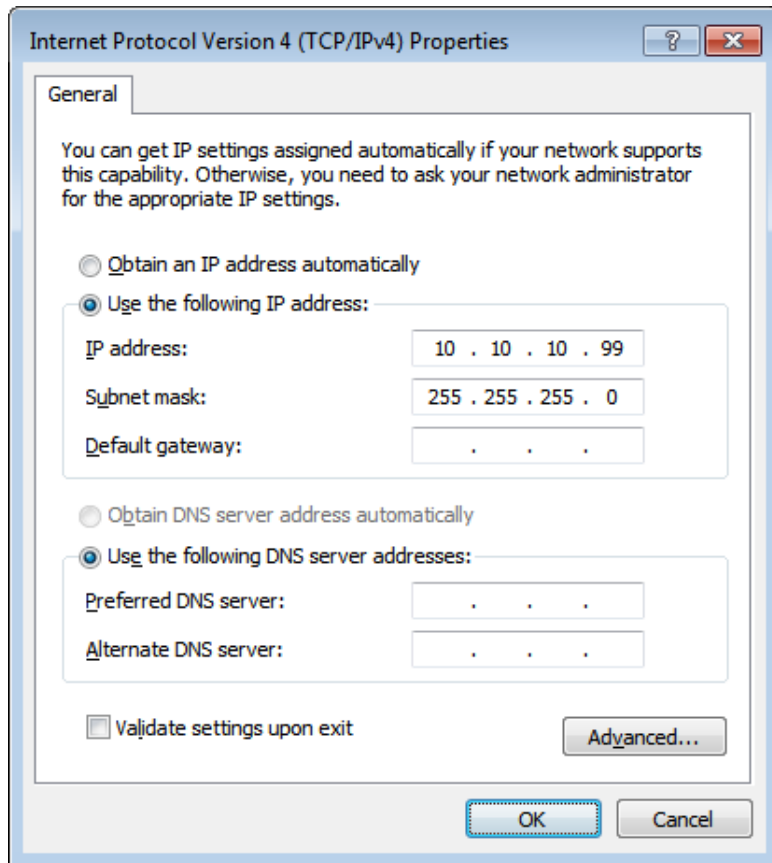 Internet Protocol Version 4 (TCP/IPv4) Properties
?
General
You can get IP settings assigned automatically if your network supports
this capability. Otherwise, you need to ask your network administrator
for the appropriate IP settings.
Obtain an IP address automatically
Use the following IP address:
IP address: 10 . 10 . 10 . 99
Subnet mask: 255 . 255 . 255 . 0
Default gateway: . . .
Obtain DNS server address automatically
Use the following DNS server addresses:
Preferred DNS server: . . .
Alternate DNS server: . . .
Validate settings upon exit
Advanced...
OK Cancel